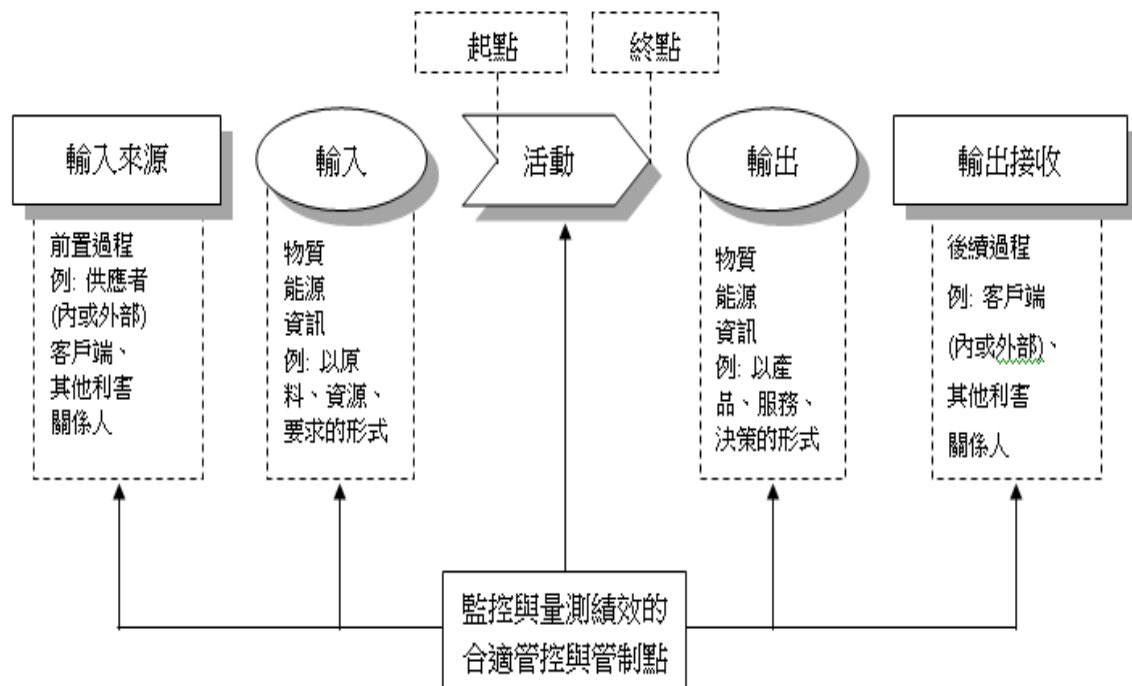 起點
終點
輸入來源
輸入
活動
輸出
輸出接收
前置過程
例: 供應者
(內或外部)
客戶端、
其他利害
關係人
物質
能源
資訊
例: 以原
料、資源、
要求的形式
物質
能源
資訊
例: 以產
品、服務、
決策的形式
後續過程
例: 客戶端
(內或外部)、
其他利害
關係人
監控與量測績效的
合適管控與管制點